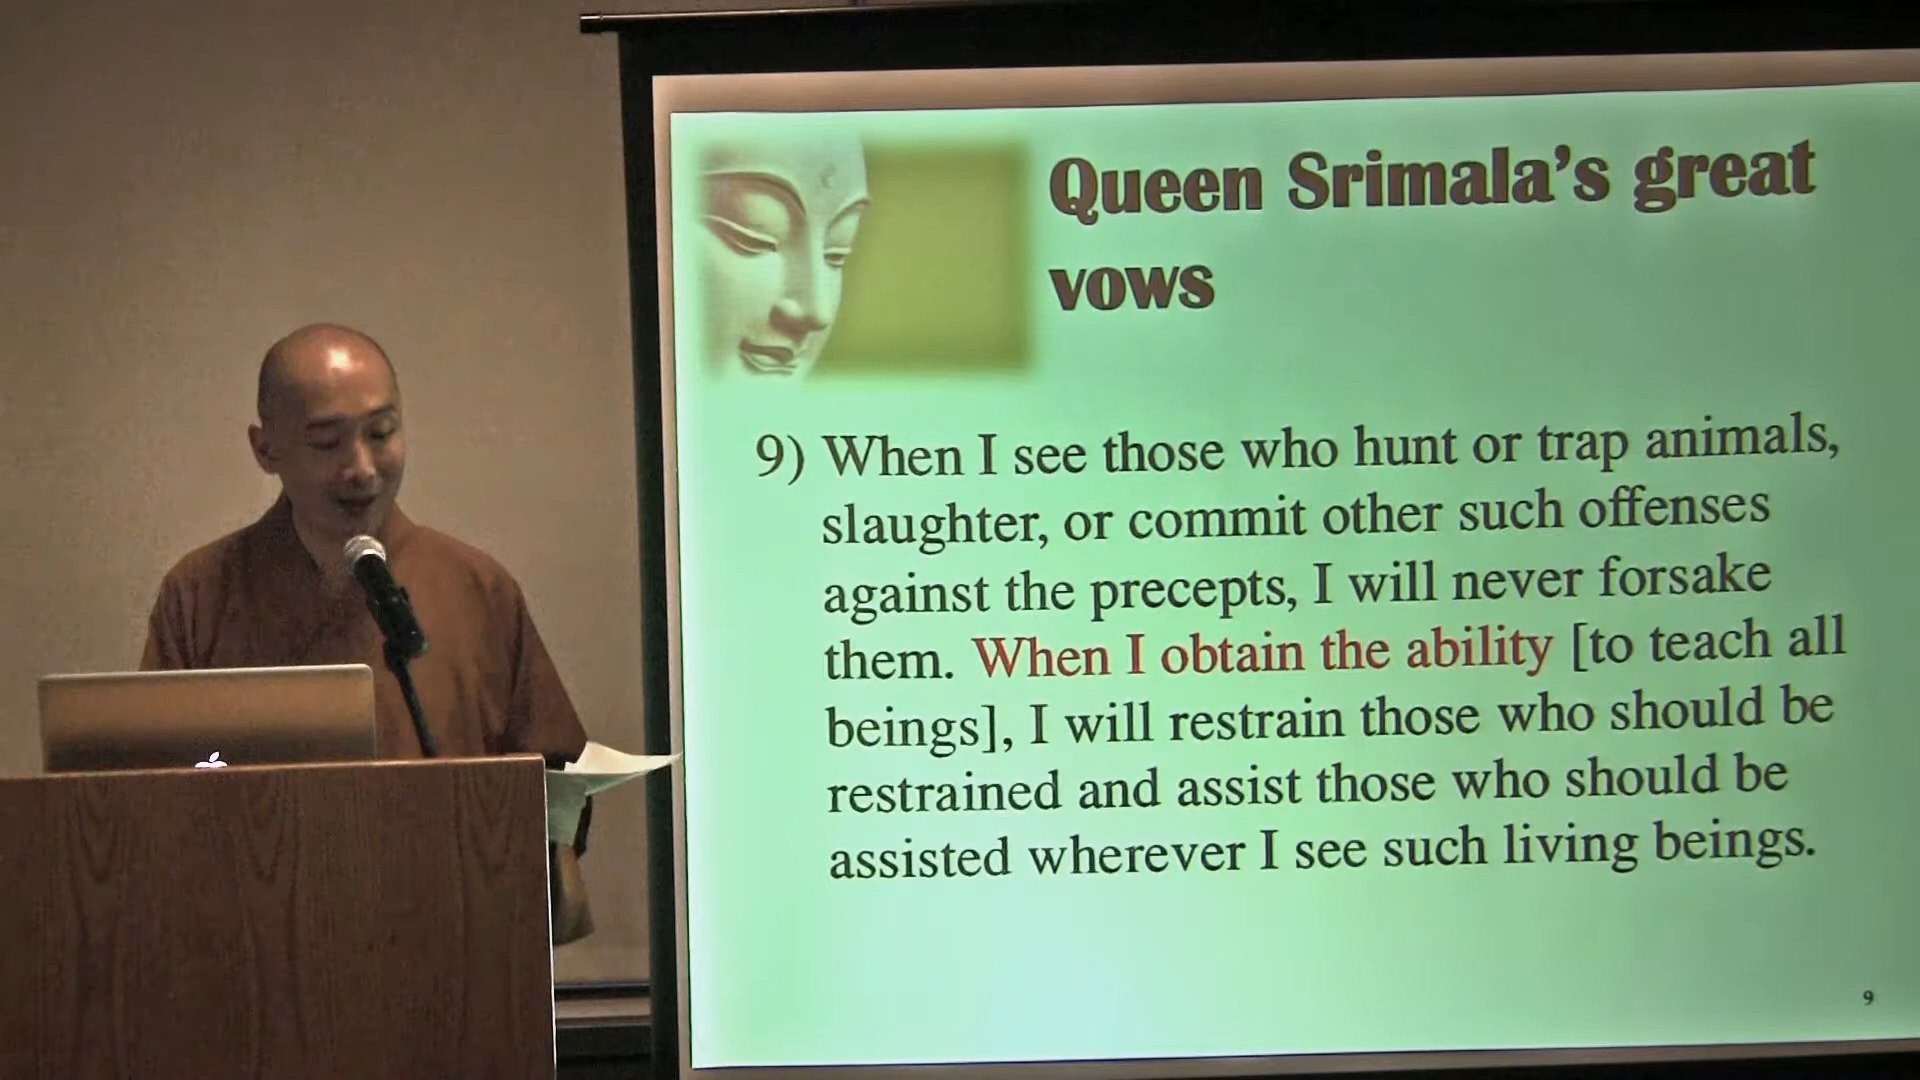 Queen Srimala's great
vows
9) When I see those who hunt or trap animals,
slaughter, or commit other such offenses
against the precepts, I will never forsake
them. When I obtain the ability [to teach all
beings], I will restrain those who should be
restrained and assist those who should be
assisted wherever I see such living beings.
9